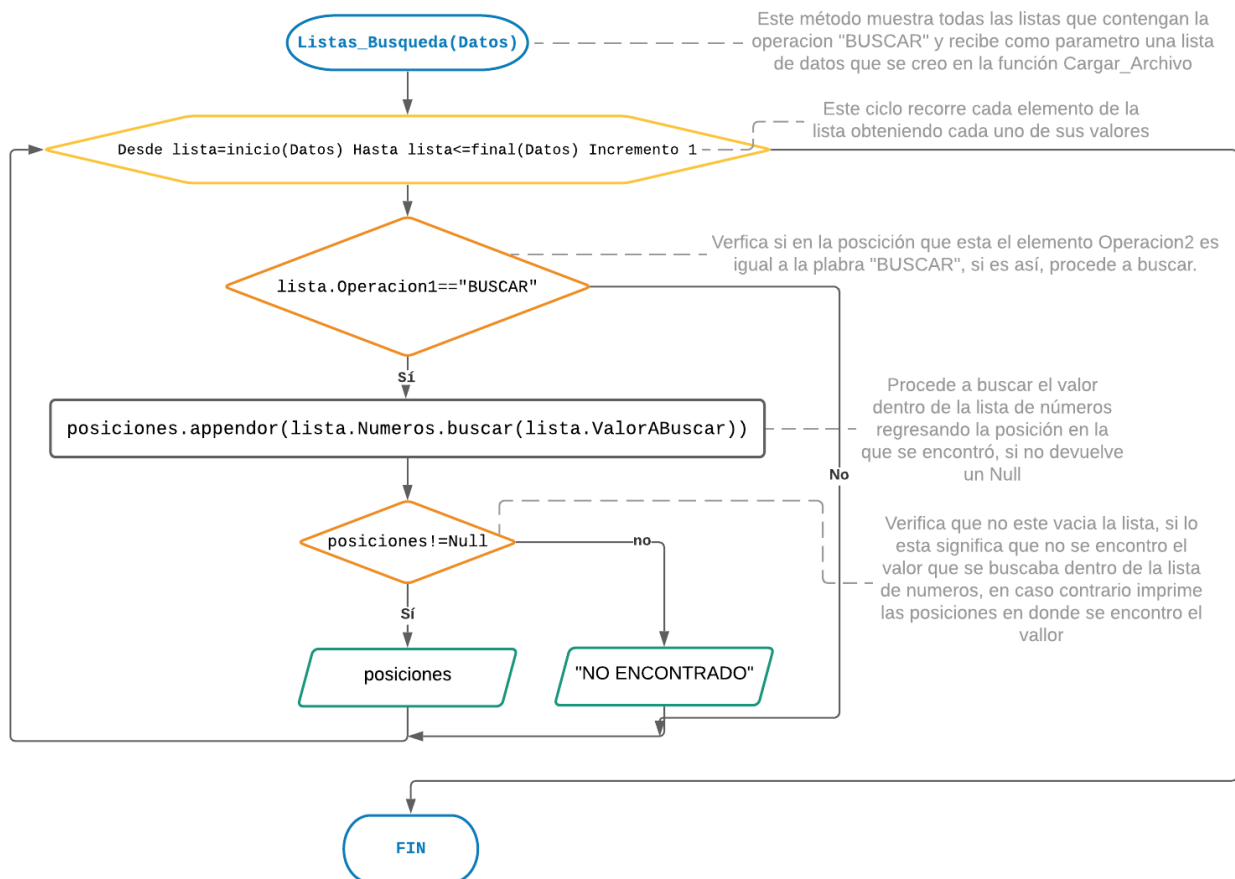 Listas_Busqueda(Datos)
Este método muestra todas las listas que contengan la
operacion "BUSCAR" y recibe como parametro una lista
de datos que se creo en la función Cargar_Archivo
Este ciclo recorre cada elemento de la
lista obteniendo cada uno de sus valores
Desde lista=inicio(Datos) Hasta lista<=final(Datos) Incremento 1
Verfica si en la poscición que esta el elemento Operacion2 es
igual a la plabra "BUSCAR", si es así, procede a buscar.
lista.Operacion1=="BUSCAR"
Sí
Procede a buscar el valor
dentro de la lista de números
regresando la posición en la
que se encontró, si no devuelve
un Null
posiciones.appendor(lista.Numeros.buscar(lista.ValorABuscar))
No
Verifica que no este vacia la lista, si lo
esta significa que no se encontro el
valor que se buscaba dentro de la lista
de numeros, en caso contrario imprime
las posiciones en donde se encontro el
vallor
posiciones!=Null
no
Sí
posiciones
"NO ENCONTRADO"
FIN